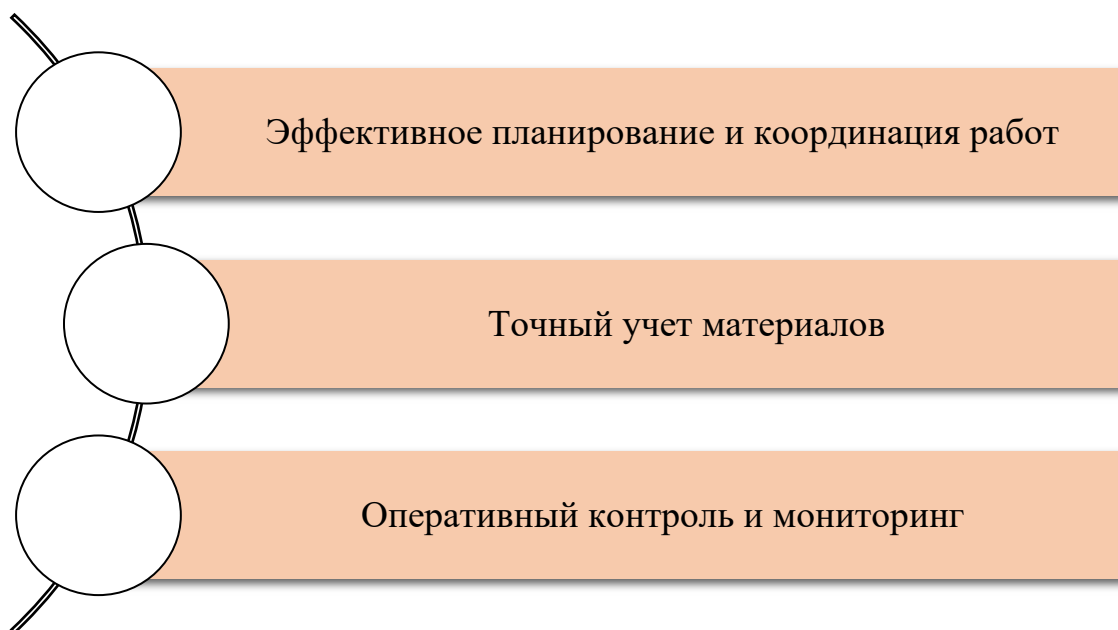 Эффективное планирование и координация работ
Точный учет материалов
Оперативный контроль и мониторинг